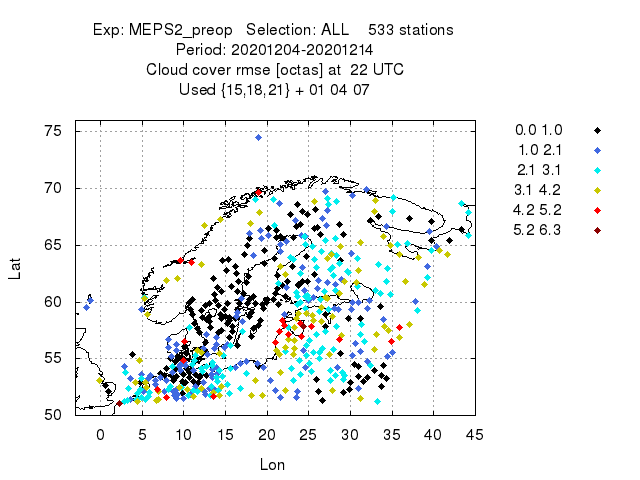 Exp: MEPS2_preop   Selection: ALL    533 stations
Period: 20201204-20201214
Cloud cover rmse [octas] at  22 UTC
Used {15,18,21} + 01 04 07
0.0 1.0
1.0 2.1
2.1 3.1
3.1 4.2
4.2 5.2
5.2 6.3
75
70
65
60
55
50
Lat
0 5 10 15 20 25 30 35 40 45
Lon